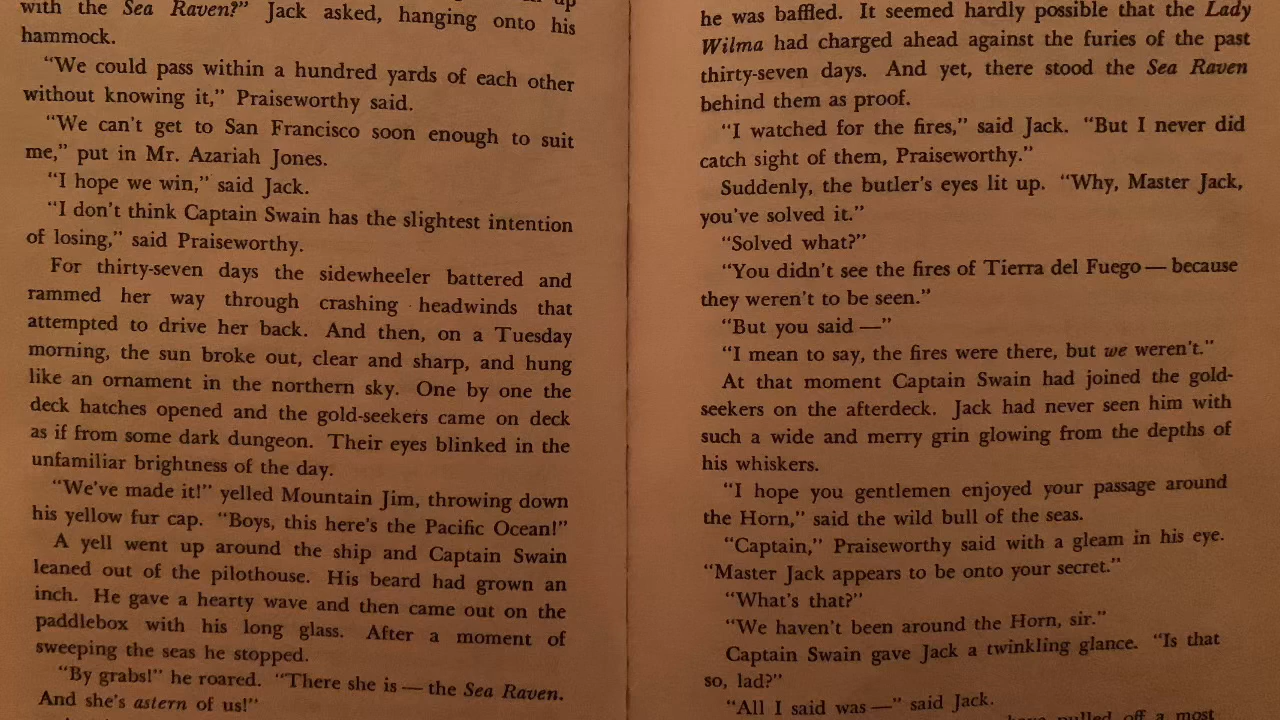 with the Sea Raven?” Jack asked, hanging onto his
hammock.
“We could pass within a hundred yards of each other
without knowing it,” Praiseworthy said.
“We can't get to San Francisco soon enough to suit
me,” put in Mr. Azariah Jones.
“I hope we win,” said Jack.
“I don't think Captain Swain has the slightest intention
of losing,” said Praiseworthy.
For thirty-seven days the sidewheeler battered and
rammed her way through crashing headwinds that
attempted to drive her back. And then, on a Tuesday
morning, the sun broke out, clear and sharp, and hung
like an ornament in the northern sky. One by one the
deck hatches opened and the gold-seekers came on deck
as if from some dark dungeon. Their eyes blinked in the
unfamiliar brightness of the day.
“We've made it!” yelled Mountain Jim, throwing down
his yellow fur cap. “Boys, this here's the Pacific Ocean!”
A yell went up around the ship and Captain Swain
leaned out of the pilothouse. His beard had grown an
inch. He gave a hearty wave and then came out on the
paddlebox with his long glass. After a moment of
sweeping the seas he stopped.
“By grabs!” he roared. “There she is — the Sea Raven.
And she's astern of us!”
he was baffled. It seemed hardly possible that the Lady
Wilma had charged ahead against the furies of the past
thirty-seven days. And yet, there stood the Sea Raven
behind them as proof.
“I watched for the fires,” said Jack. “But I never did
catch sight of them, Praiseworthy.”
Suddenly, the butler's eyes lit up. “Why, Master Jack,
you've solved it.”
“Solved what?”
“You didn't see the fires of Tierra del Fuego — because
they weren't to be seen.”
“But you said —”
“I mean to say, the fires were there, but we weren't.”
At that moment Captain Swain had joined the gold-
seekers on the afterdeck. Jack had never seen him with
such a wide and merry grin glowing from the depths of
his whiskers.
“I hope you gentlemen enjoyed your passage around
the Horn,” said the wild bull of the seas.
“Captain,” Praiseworthy said with a gleam in his eye.
“Master Jack appears to be onto your secret.”
“What's that?”
“We haven't been around the Horn, sir.”
Captain Swain gave Jack a twinkling glance. “Is that
so, lad?”
“All I said was —” said Jack.
pulled off a most